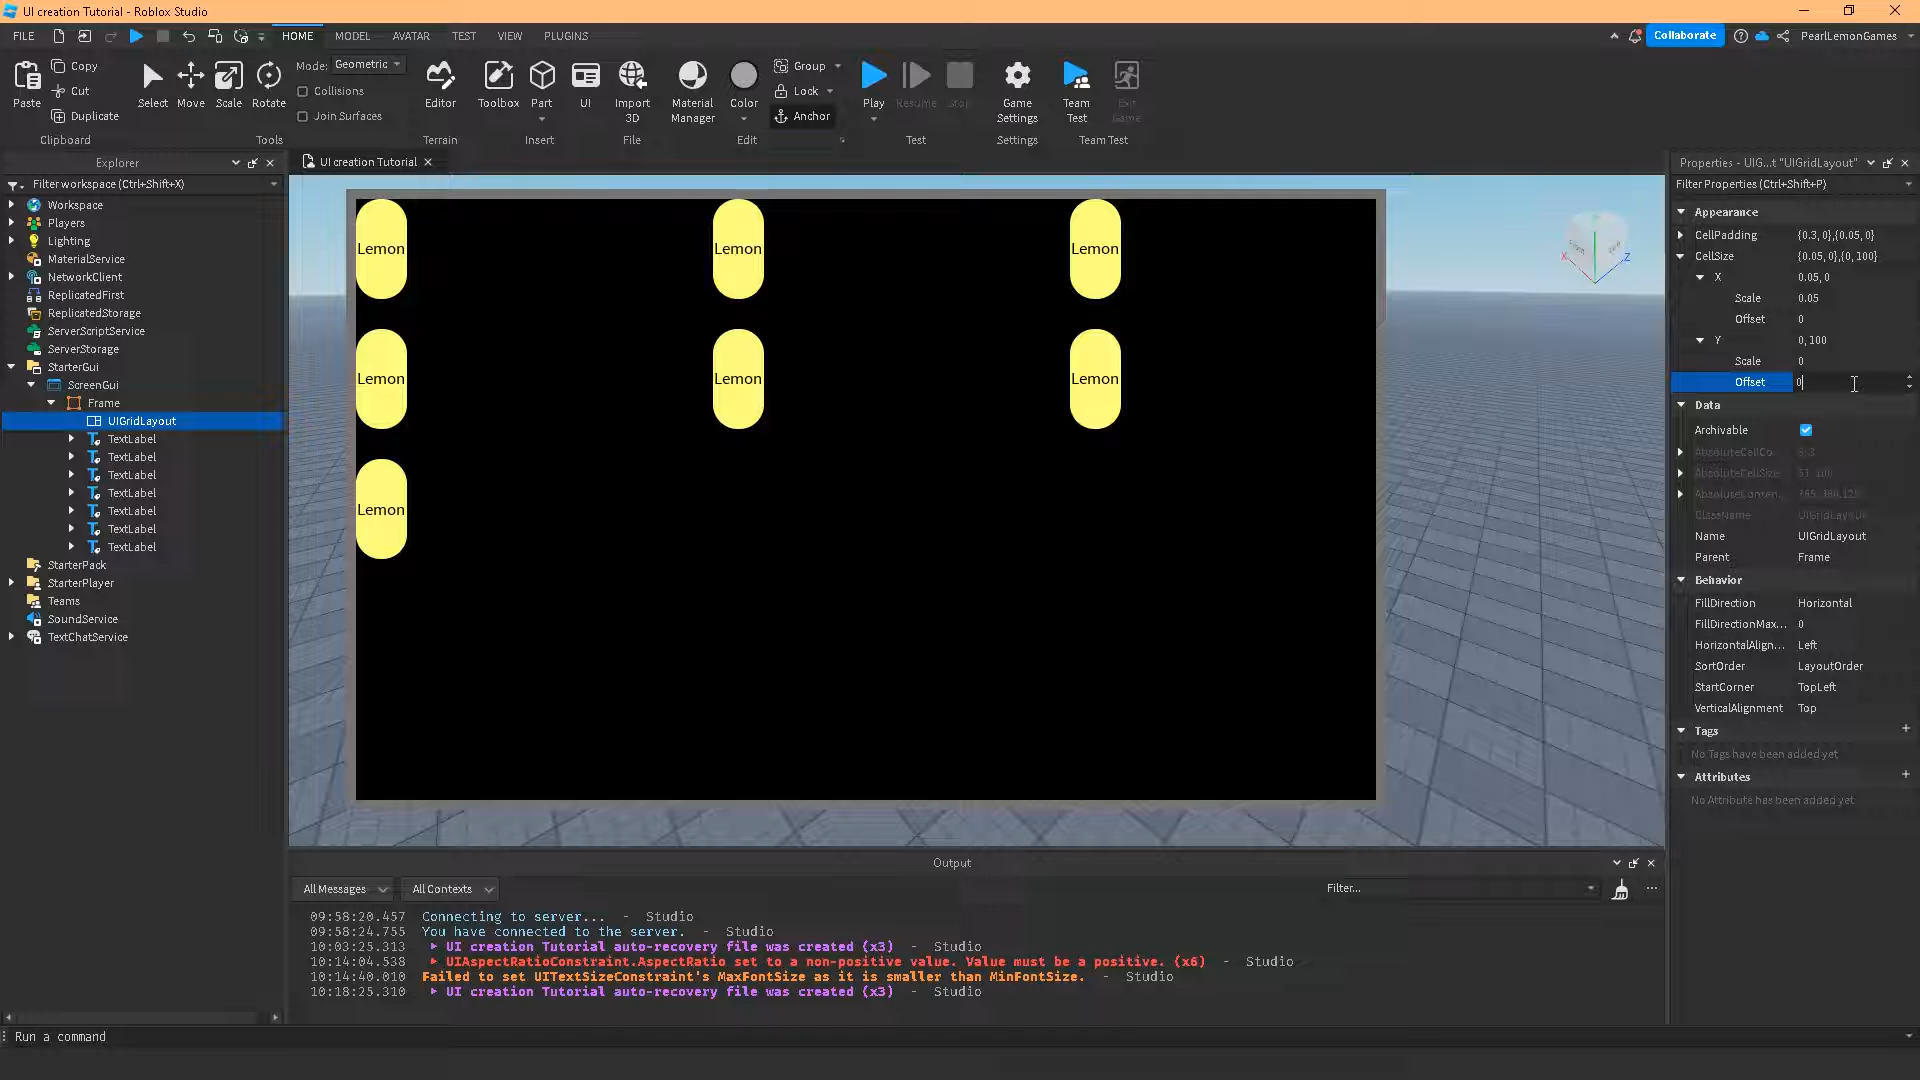 UI creation Tutorial - Roblox Studio
FILE HOME MODEL AVATAR TEST VIEW PLUGINS Collaborate PearlLemonGames
Paste Copy Cut Duplicate Clipboard
Select Move Scale Rotate Mode: Geometric Collisions Join Surfaces Tools
Editor Terrain
Toolbox Part UI Insert
Import 3D File
Material Manager Color Group Lock Anchor Edit
Play Resume Stop Test
Game Settings Settings
Team Test Exit Game Team Test
Explorer
Filter workspace (Ctrl+Shift+X)
Workspace
Players
Lighting
MaterialService
NetworkClient
ReplicatedFirst
ReplicatedStorage
ServerScriptService
ServerStorage
StarterGui
ScreenGui
Frame
UIGridLayout
TextLabel
TextLabel
TextLabel
TextLabel
TextLabel
TextLabel
TextLabel
StarterPack
StarterPlayer
Teams
SoundService
TextChatService
UI creation Tutorial
Lemon Lemon Lemon
Lemon Lemon Lemon
Lemon
X Z
Properties - UIG...t "UIGridLayout"
Filter Properties (Ctrl+Shift+P)
Appearance
CellPadding {0.3, 0},{0.05, 0}
CellSize {0.05, 0},{0, 100}
X 0.05, 0
Scale 0.05
Offset 0
Y 0, 100
Scale 0
Offset 0
Data
Archivable
AbsoluteCellCo...
AbsoluteCellSize
ClassName UIGridLayout
Name UIGridLayout
Parent Frame
Behavior
FillDirection Horizontal
FillDirectionMax... 0
HorizontalAlign... Left
SortOrder LayoutOrder
StartCorner TopLeft
VerticalAlignment Top
Tags
No Tags have been added yet
Attributes
No Attribute has been added yet
Output
All Messages All Contexts Filter...
09:58:20.457 Connecting to server... - Studio
09:58:24.755 You have connected to the server. - Studio
10:03:25.313 UI creation Tutorial auto-recovery file was created (x3) - Studio
10:14:04.538 UIAspectRatioConstraint.AspectRatio set to a non-positive value. Value must be a positive. (x6) - Studio
10:14:40.010 Failed to set UITextSizeConstraint's MaxFontSize as it is smaller than MinFontSize. - Studio
10:18:25.310 UI creation Tutorial auto-recovery file was created (x3) - Studio
Run a command